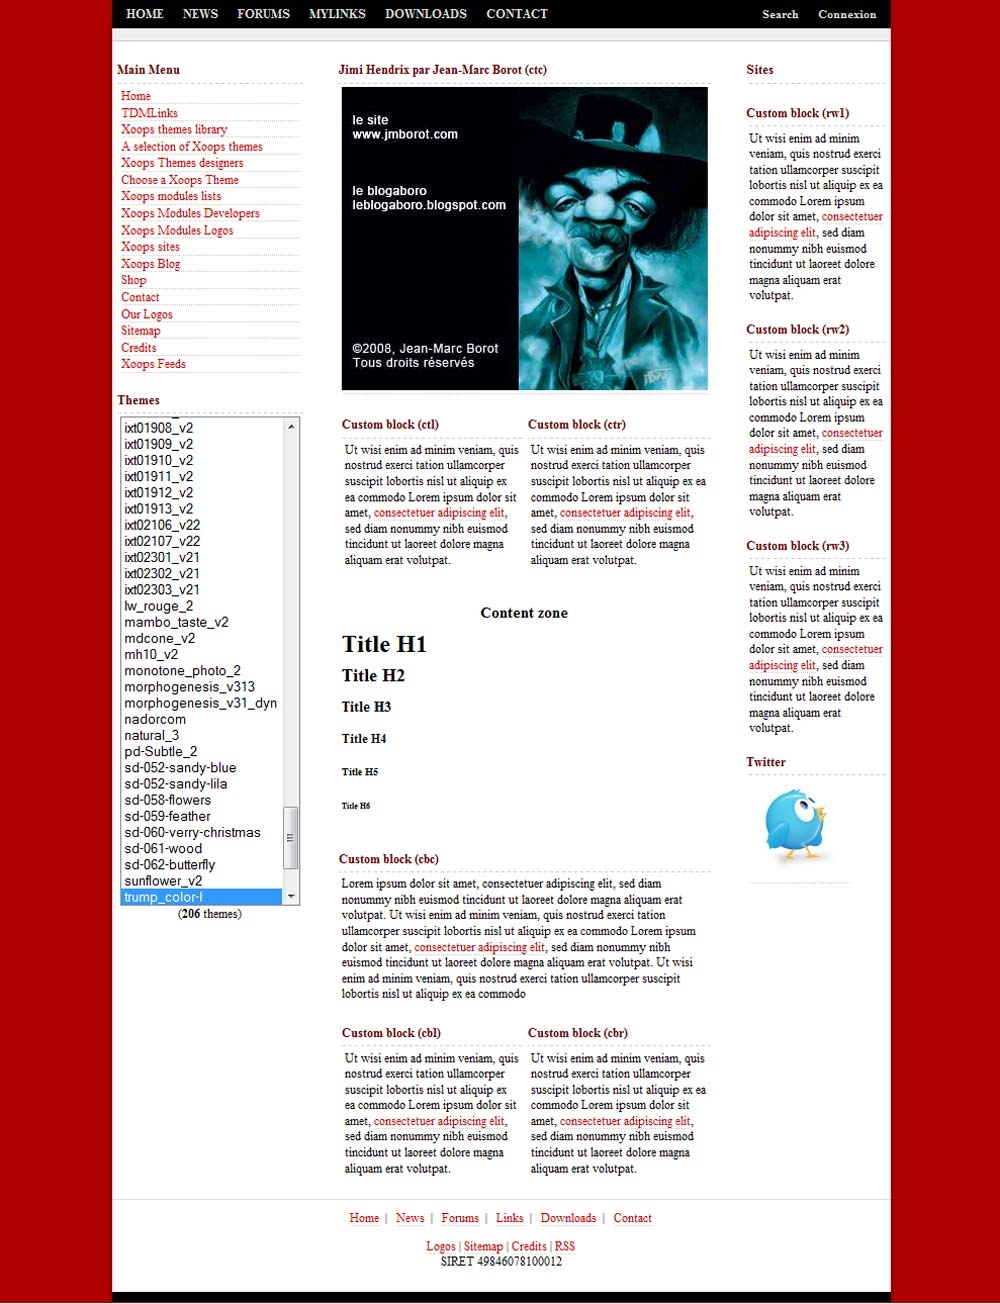 HOME NEWS FORUMS MYLINKS DOWNLOADS CONTACT Search Connexion
Main Menu
Home
TDMLinks
Xoops themes library
A selection of Xoops themes
Xoops Themes designers
Choose a Xoops Theme
Xoops modules lists
Xoops Modules Developers
Xoops Modules Logos
Xoops sites
Xoops Blog
Shop
Contact
Our Logos
Sitemap
Credits
Xoops Feeds
Themes
ixt01908_v2
ixt01909_v2
ixt01910_v2
ixt01911_v2
ixt01912_v2
ixt01913_v2
ixt02106_v22
ixt02107_v22
ixt02301_v21
ixt02302_v21
ixt02303_v21
lw_rouge_2
mambo_taste_v2
mdcone_v2
mh10_v2
monotone_photo_2
morphogenesis_v313
morphogenesis_v31_dyn
nadorcom
natural_3
pd-Subtle_2
sd-052-sandy-blue
sd-052-sandy-lila
sd-058-flowers
sd-059-feather
sd-060-verry-christmas
sd-061-wood
sd-062-butterfly
sunflower_v2
trump_color-l
(206 themes)
Jimi Hendrix par Jean-Marc Borot (ctc)
le site
www.jmborot.com
le blogaboro
leblogaboro.blogspot.com
©2008, Jean-Marc Borot
Tous droits réservés
Custom block (ctl)
Ut wisi enim ad minim veniam, quis
nostrud exerci tation ullamcorper
suscipit lobortis nisl ut aliquip ex
ea commodo Lorem ipsum dolor sit
amet, consectetuer adipiscing elit,
sed diam nonummy nibh euismod
tincidunt ut laoreet dolore magna
aliquam erat volutpat.
Custom block (ctr)
Ut wisi enim ad minim veniam, quis
nostrud exerci tation ullamcorper
suscipit lobortis nisl ut aliquip ex
ea commodo Lorem ipsum dolor sit
amet, consectetuer adipiscing elit,
sed diam nonummy nibh euismod
tincidunt ut laoreet dolore magna
aliquam erat volutpat.
Content zone
Title H1
Title H2
Title H3
Title H4
Title H5
Title H6
Custom block (cbc)
Lorem ipsum dolor sit amet, consectetuer adipiscing elit, sed diam
nonummy nibh euismod tincidunt ut laoreet dolore magna aliquam erat
volutpat. Ut wisi enim ad minim veniam, quis nostrud exerci tation
ullamcorper suscipit lobortis nisl ut aliquip ex ea commodo Lorem ipsum
dolor sit amet, consectetuer adipiscing elit, sed diam nonummy nibh
euismod tincidunt ut laoreet dolore magna aliquam erat volutpat. Ut wisi
enim ad minim veniam, quis nostrud exerci tation ullamcorper suscipit
lobortis nisl ut aliquip ex ea commodo
Custom block (cbl)
Ut wisi enim ad minim veniam, quis
nostrud exerci tation ullamcorper
suscipit lobortis nisl ut aliquip ex
ea commodo Lorem ipsum dolor sit
amet, consectetuer adipiscing elit,
sed diam nonummy nibh euismod
tincidunt ut laoreet dolore magna
aliquam erat volutpat.
Custom block (cbr)
Ut wisi enim ad minim veniam, quis
nostrud exerci tation ullamcorper
suscipit lobortis nisl ut aliquip ex ea
commodo Lorem ipsum dolor sit
amet, consectetuer adipiscing elit,
sed diam nonummy nibh euismod
tincidunt ut laoreet dolore magna
aliquam erat volutpat.
Sites
Custom block (rw1)
Ut wisi enim ad minim
veniam, quis nostrud exerci
tation ullamcorper suscipit
lobortis nisl ut aliquip ex ea
commodo Lorem ipsum
dolor sit amet, consectetuer
adipiscing elit, sed diam
nonummy nibh euismod
tincidunt ut laoreet dolore
magna aliquam erat
volutpat.
Custom block (rw2)
Ut wisi enim ad minim
veniam, quis nostrud exerci
tation ullamcorper suscipit
lobortis nisl ut aliquip ex ea
commodo Lorem ipsum
dolor sit amet, consectetuer
adipiscing elit, sed diam
nonummy nibh euismod
tincidunt ut laoreet dolore
magna aliquam erat
volutpat.
Custom block (rw3)
Ut wisi enim ad minim
veniam, quis nostrud exerci
tation ullamcorper suscipit
lobortis nisl ut aliquip ex ea
commodo Lorem ipsum
dolor sit amet, consectetuer
adipiscing elit, sed diam
nonummy nibh euismod
tincidunt ut laoreet dolore
magna aliquam erat
volutpat.
Twitter
Home | News | Forums | Links | Downloads | Contact
Logos | Sitemap | Credits | RSS
SIRET 49846078100012